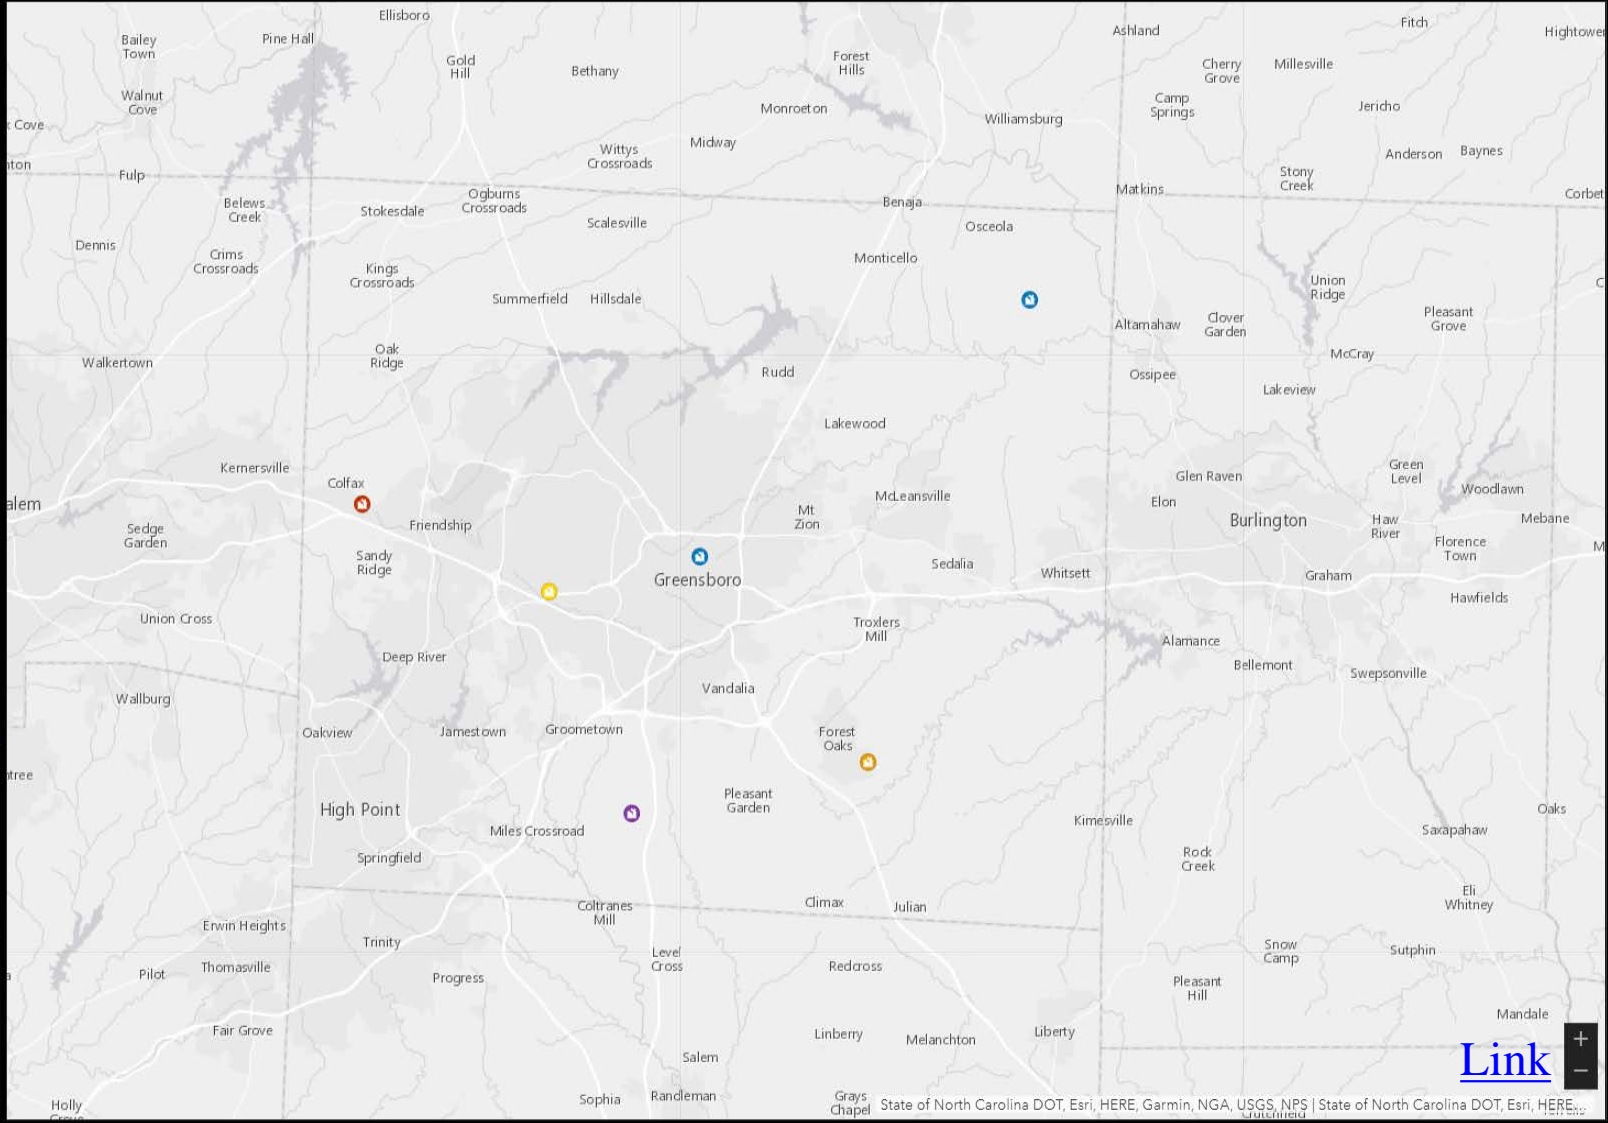 Ellisboro
Pine Hall
Bailey
Town
Gold
Hill
Bethany
Forest
Hills
Ashland
Fitch
Hightower
Cherry
Grove
Millesville
Walnut
Cove
Monroeton
Williamsburg
Camp
Springs
Jericho
Cove
Midway
Wittys
Crossroads
Anderson
Baynes
Fulp
Stony
Creek
Matkins
Corbet
Belews
Creek
Stokesdale
Ogburns
Crossroads
Benaja
Scalesville
Osceola
Dennis
Crims
Crossroads
Kings
Crossroads
Monticello
Union
Ridge
Summerfield
Hillsdale
Altamahaw
Clover
Garden
Pleasant
Grove
Walkertown
Oak
Ridge
Rudd
McCray
Ossipee
Lakeview
Lakewood
Kernersville
Colfax
Glen Raven
Green
Level
Woodlawn
alem
McLeansville
Elon
Friendship
Mt
Zion
Burlington
Haw
River
Mebane
Sedge
Garden
Sandy
Ridge
Florence
Town
Greensboro
Sedalia
Whitsett
Graham
Hawfields
Union Cross
Troxlers
Mill
Alamance
Deep River
Bellemont
Swepsonville
Wallburg
Vandalia
Oakview
Jamestown
Groometown
Forest
Oaks
ntree
High Point
Pleasant
Garden
Miles Crossroad
Kimesville
Oaks
Saxapahaw
Springfield
Rock
Creek
Eli
Whitney
Coltranes
Mill
Climax
Julian
Erwin Heights
Trinity
Snow
Camp
Sutphin
Level
Cross
Pilot
Thomasville
Progress
Redcross
Pleasant
Hill
Mandale
Fair Grove
Linberry
Melanchton
Liberty
Salem
Link
+
−
Sophia
Randleman
Grays
Chapel
Holly
State of North Carolina DOT, Esri, HERE, Garmin, NGA, USGS, NPS | State of North Carolina DOT, Esri, HERE...